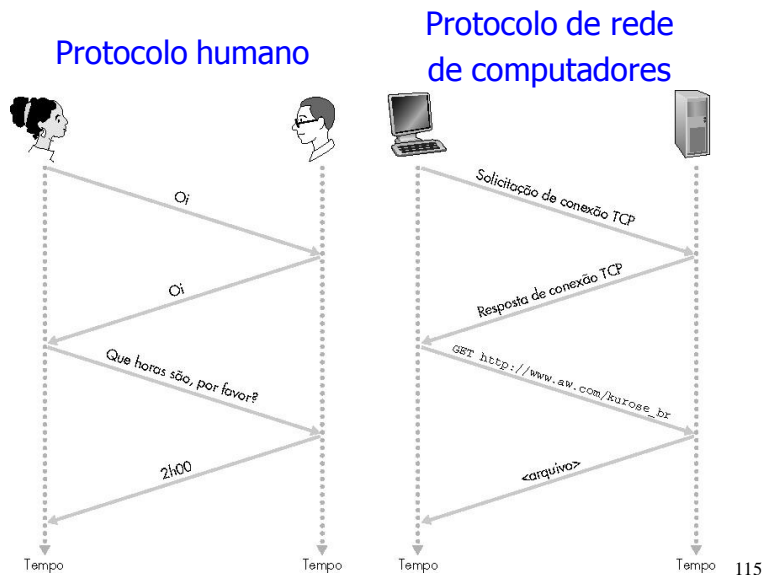 Protocolo humano
Protocolo de rede
de computadores
Oi
Oi
Que horas são, por favor?
2h00
Tempo
Tempo
Solicitação de conexão TCP
Resposta de conexão TCP
GET http://www.aw.com/kurose_br
<arquivo>
Tempo
Tempo
115